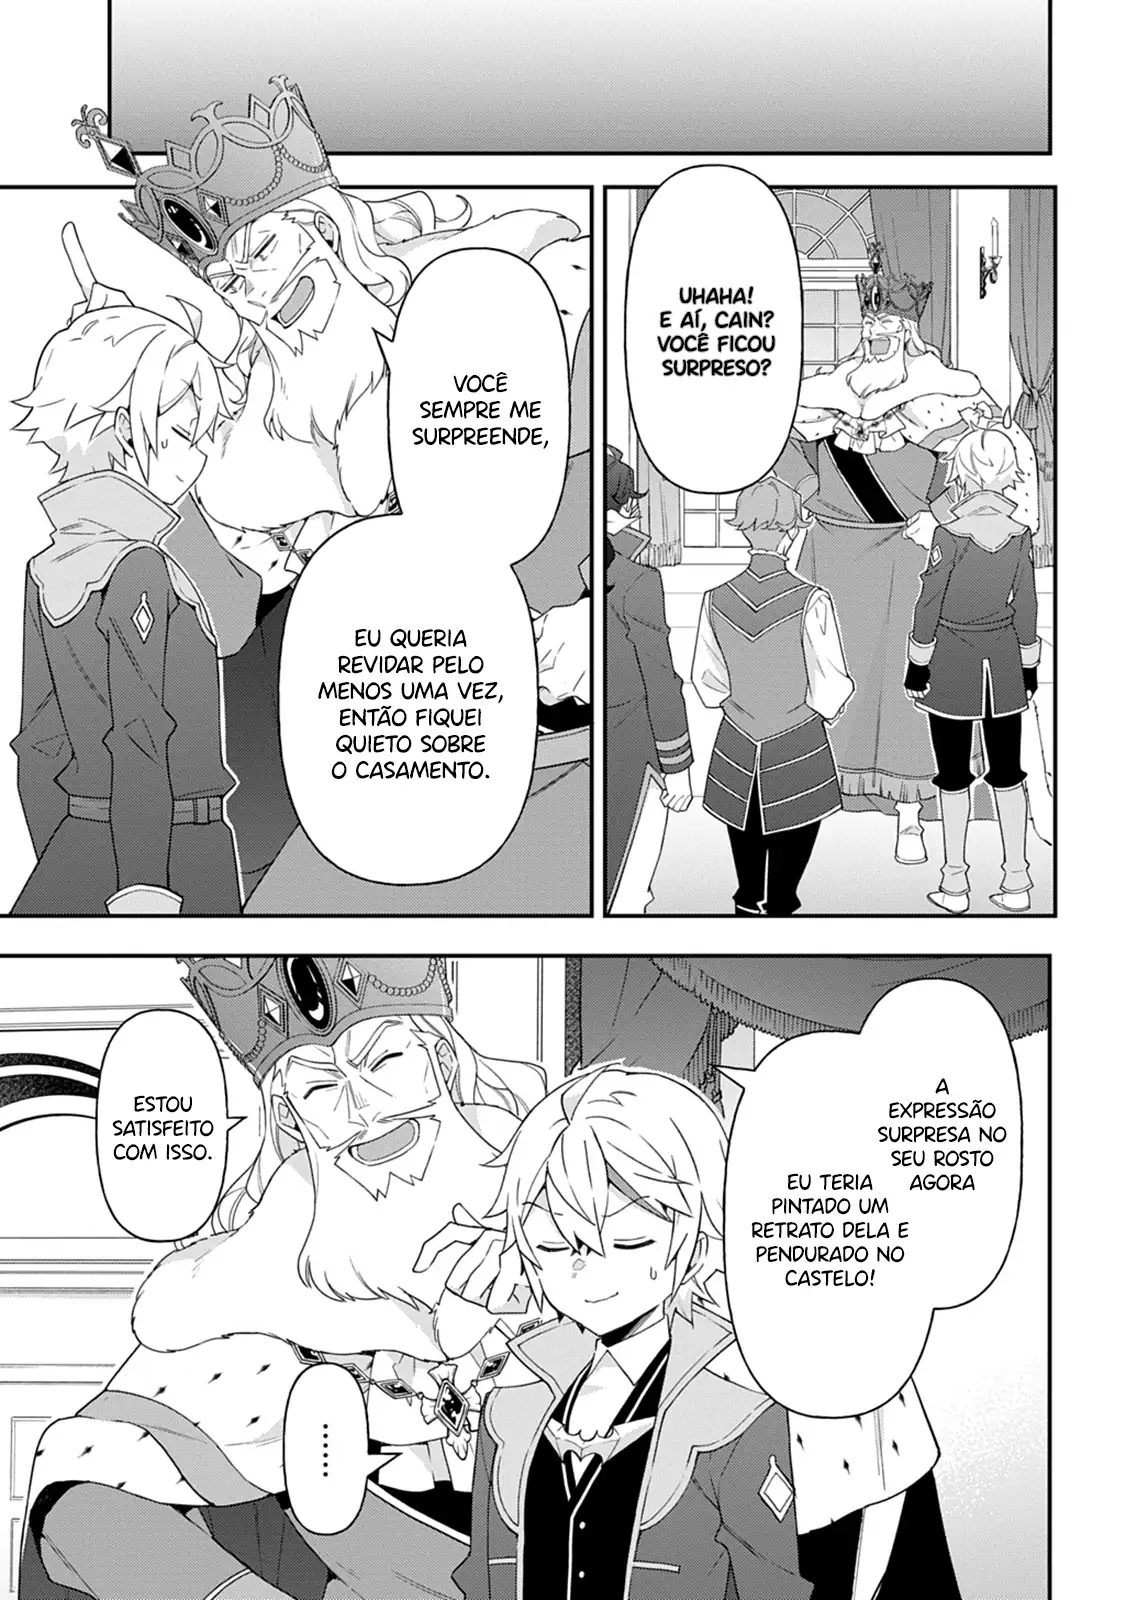 UHAHA!
E AÍ, CAIN?
VOCÊ FICOU
SURPRESO?
VOCÊ
SEMPRE ME
SURPREENDE,
EU QUERIA
REVIDAR PELO
MENOS UMA VEZ,
ENTÃO FIQUEI
QUIETO SOBRE
O CASAMENTO.
A
EXPRESSÃO
SURPRESA NO
SEU ROSTO
AGORA
EU TERIA
PINTADO UM
RETRATO DELA E
PENDURADO NO
CASTELO!
ESTOU
SATISFEITO
COM ISSO.
......